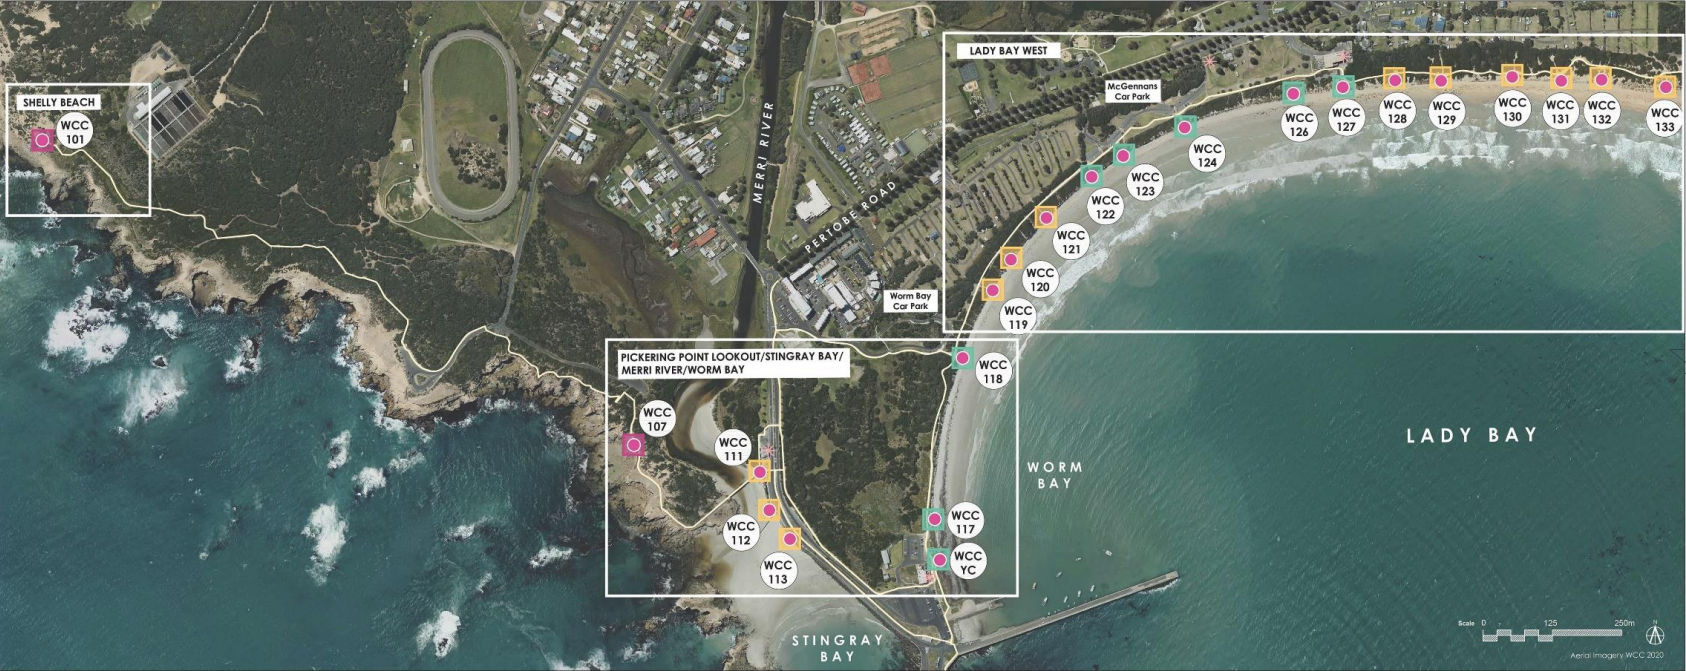 SHELLY BEACH
WCC
101
MERRI RIVER
PERTOBE ROAD
LADY BAY WEST
McGennans
Car Park
Worm Bay
Car Park
WCC
126
WCC
127
WCC
128
WCC
129
WCC
130
WCC
131
WCC
132
WCC
133
WCC
124
WCC
123
WCC
122
WCC
121
WCC
120
WCC
119
PICKERING POINT LOOKOUT/STINGRAY BAY/
MERRI RIVER/WORM BAY
WCC
118
WCC
107
WCC
111
WCC
112
WCC
113
WCC
117
WCC
YC
WORM
BAY
LADY BAY
STINGRAY
BAY
Scale 0 125 250m
N
Aerial Imagery WCC 2020